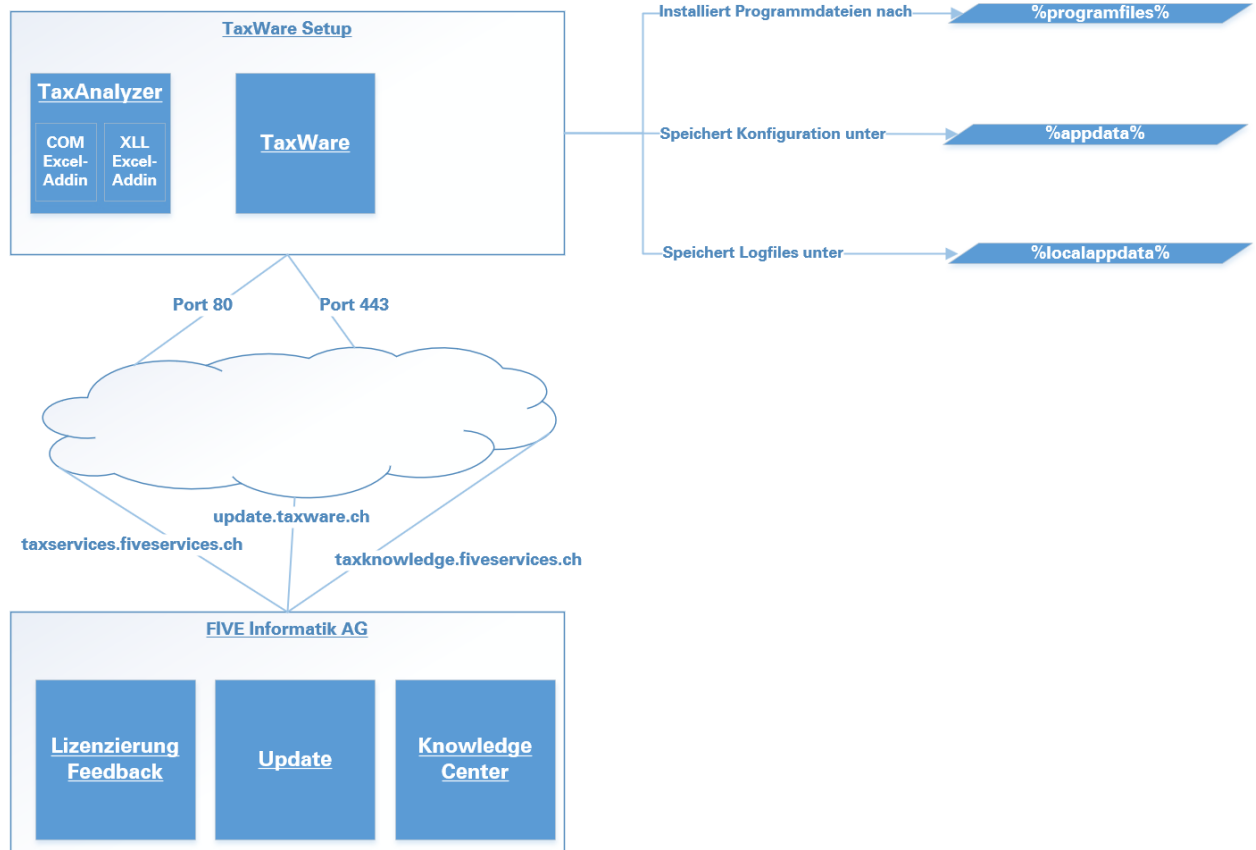 TaxWare Setup
TaxAnalyzer
COM
Excel-
Addin
XLL
Excel-
Addin
TaxWare
Installiert Programmdateien nach
%programfiles%
Speichert Konfiguration unter
%appdata%
Speichert Logfiles unter
%localappdata%
Port 80
Port 443
update.taxware.ch
taxservices.fiveservices.ch
taxknowledge.fiveservices.ch
FIVE Informatik AG
Lizenzierung
Feedback
Update
Knowledge
Center